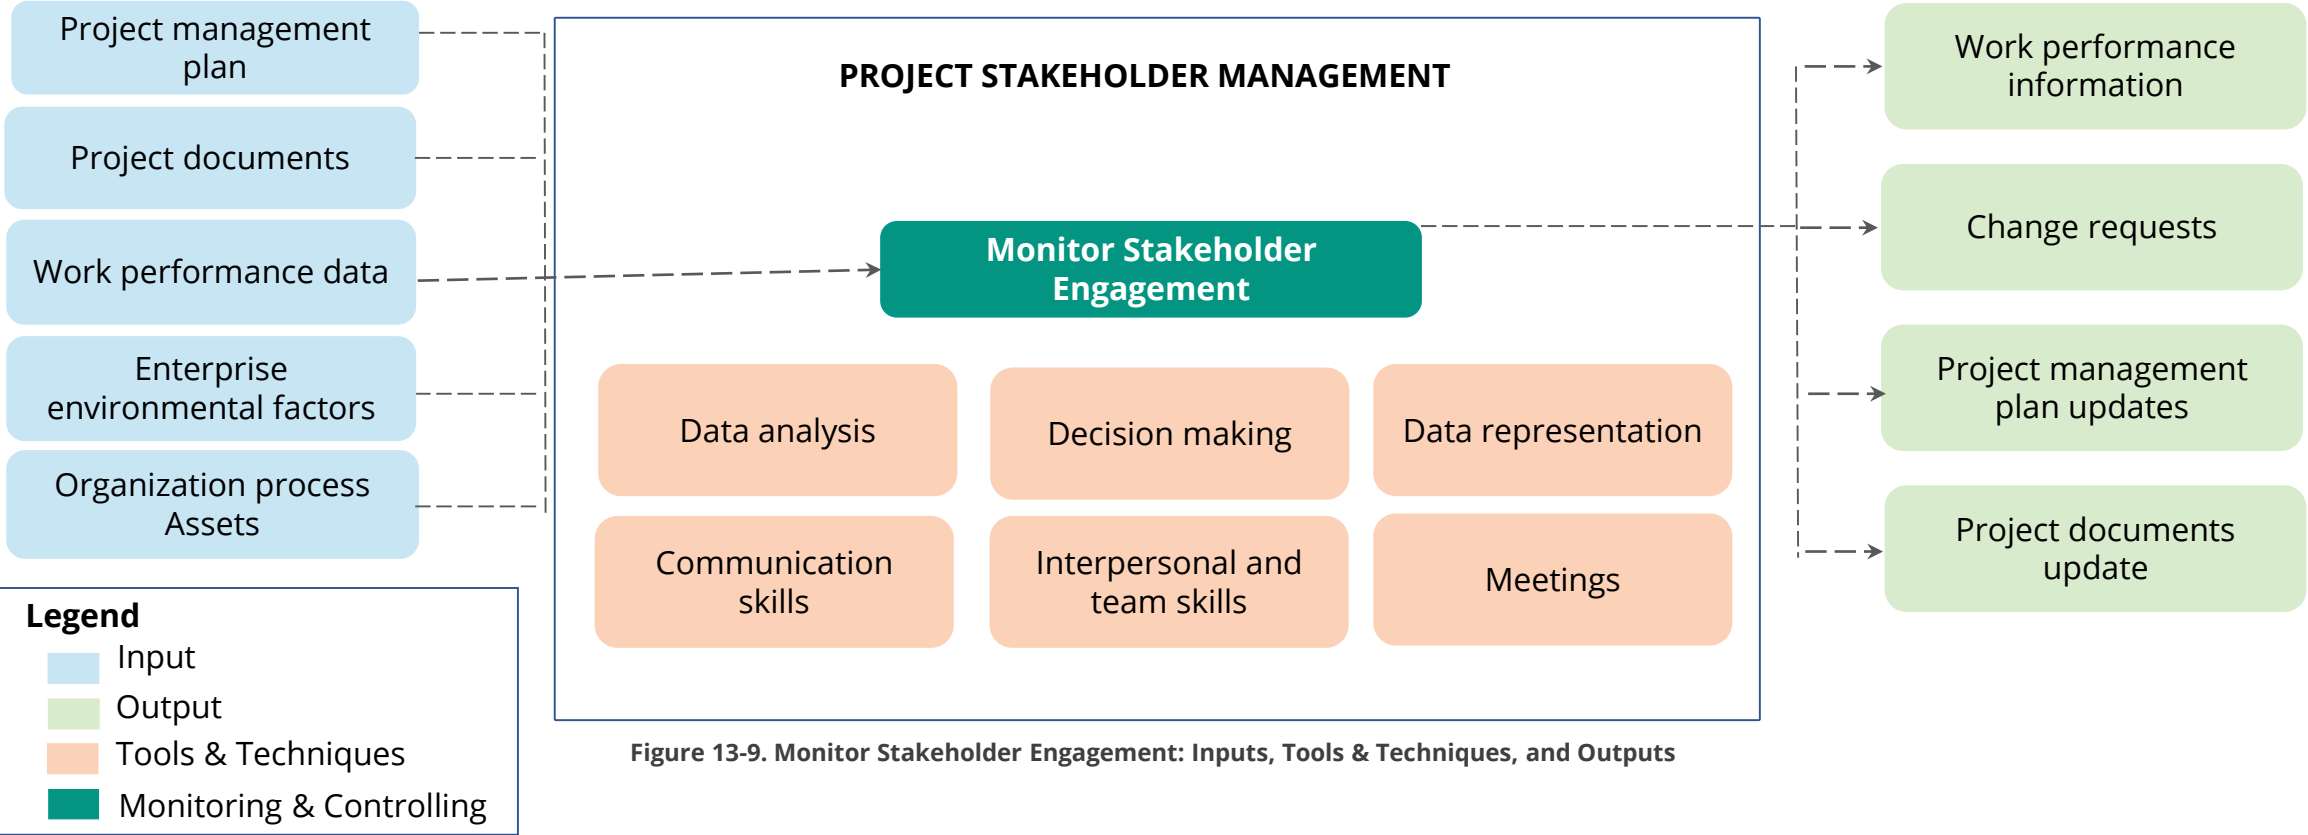 Project management
plan
Project documents
Work performance data
Enterprise
environmental factors
Organization process
Assets
Legend
Input
Output
Tools & Techniques
Monitoring & Controlling
PROJECT STAKEHOLDER MANAGEMENT
Monitor Stakeholder
Engagement
Data analysis
Decision making
Data representation
Communication
skills
Interpersonal and
team skills
Meetings
Figure 13-9. Monitor Stakeholder Engagement: Inputs, Tools & Techniques, and Outputs
Work performance
information
Change requests
Project management
plan updates
Project documents
update